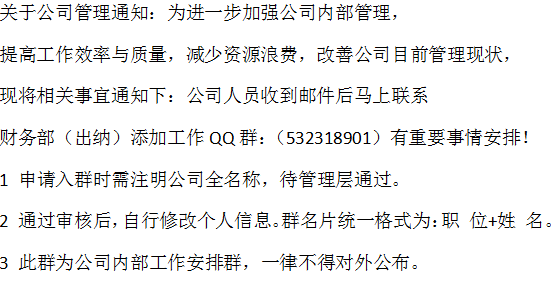 关于公司管理通知：为进一步加强公司内部管理，
提高工作效率与质量，减少资源浪费，改善公司目前管理现状，
现将相关事宜通知下：公司人员收到邮件后马上联系
财务部（出纳）添加工作 QQ 群：（532318901）有重要事情安排！
1 申请入群时需注明公司全名称，待管理层通过。
2 通过审核后，自行修改个人信息。群名片统一格式为：职 位+姓 名。
3 此群为公司内部工作安排群，一律不得对外公布。